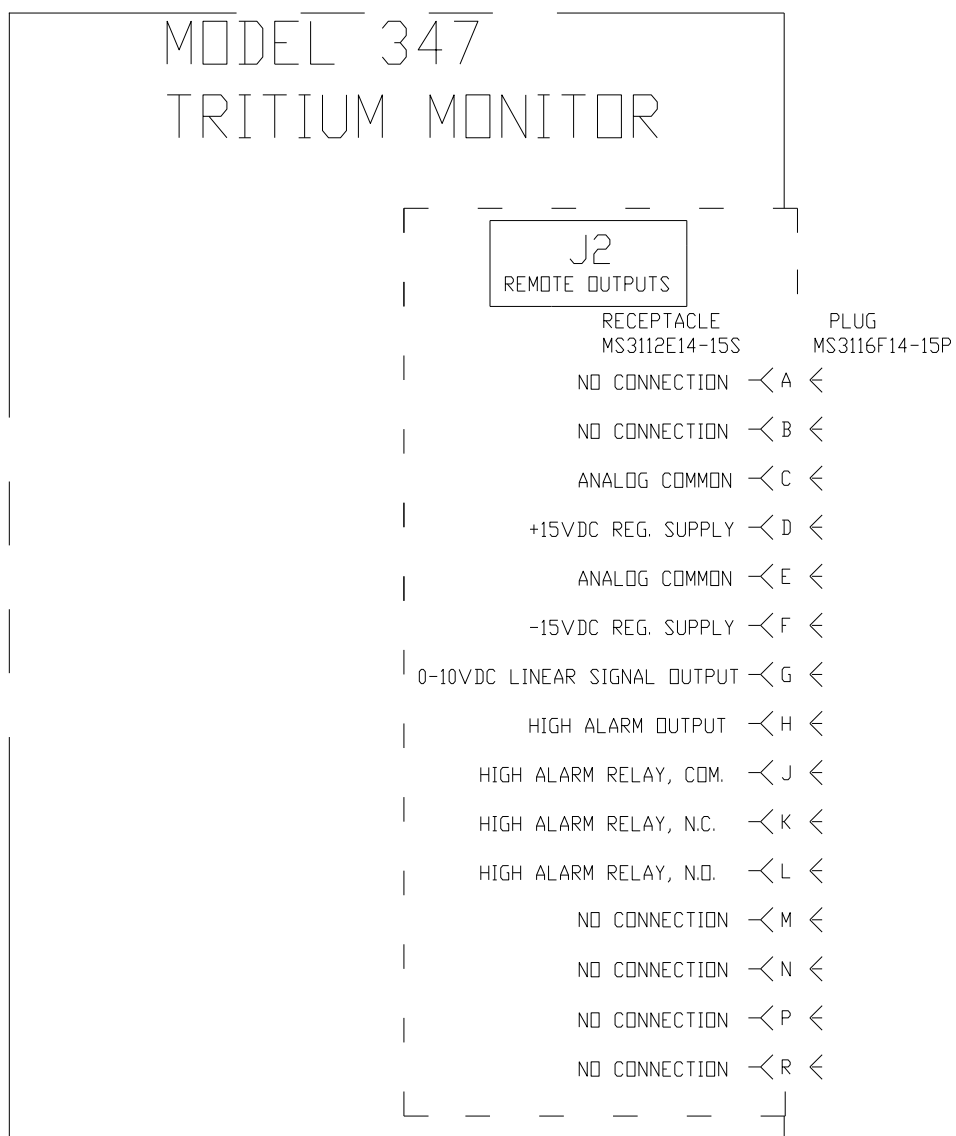 MODEL 347
TRITIUM MONITOR
J2
REMOTE OUTPUTS
RECEPTACLE PLUG
MS3112E14-15S MS3116F14-15P
NO CONNECTION A
NO CONNECTION B
ANALOG COMMON C
+15VDC REG. SUPPLY D
ANALOG COMMON E
-15VDC REG. SUPPLY F
0-10VDC LINEAR SIGNAL OUTPUT G
HIGH ALARM OUTPUT H
HIGH ALARM RELAY, COM. J
HIGH ALARM RELAY, N.C. K
HIGH ALARM RELAY, N.O. L
NO CONNECTION M
NO CONNECTION N
NO CONNECTION P
NO CONNECTION R